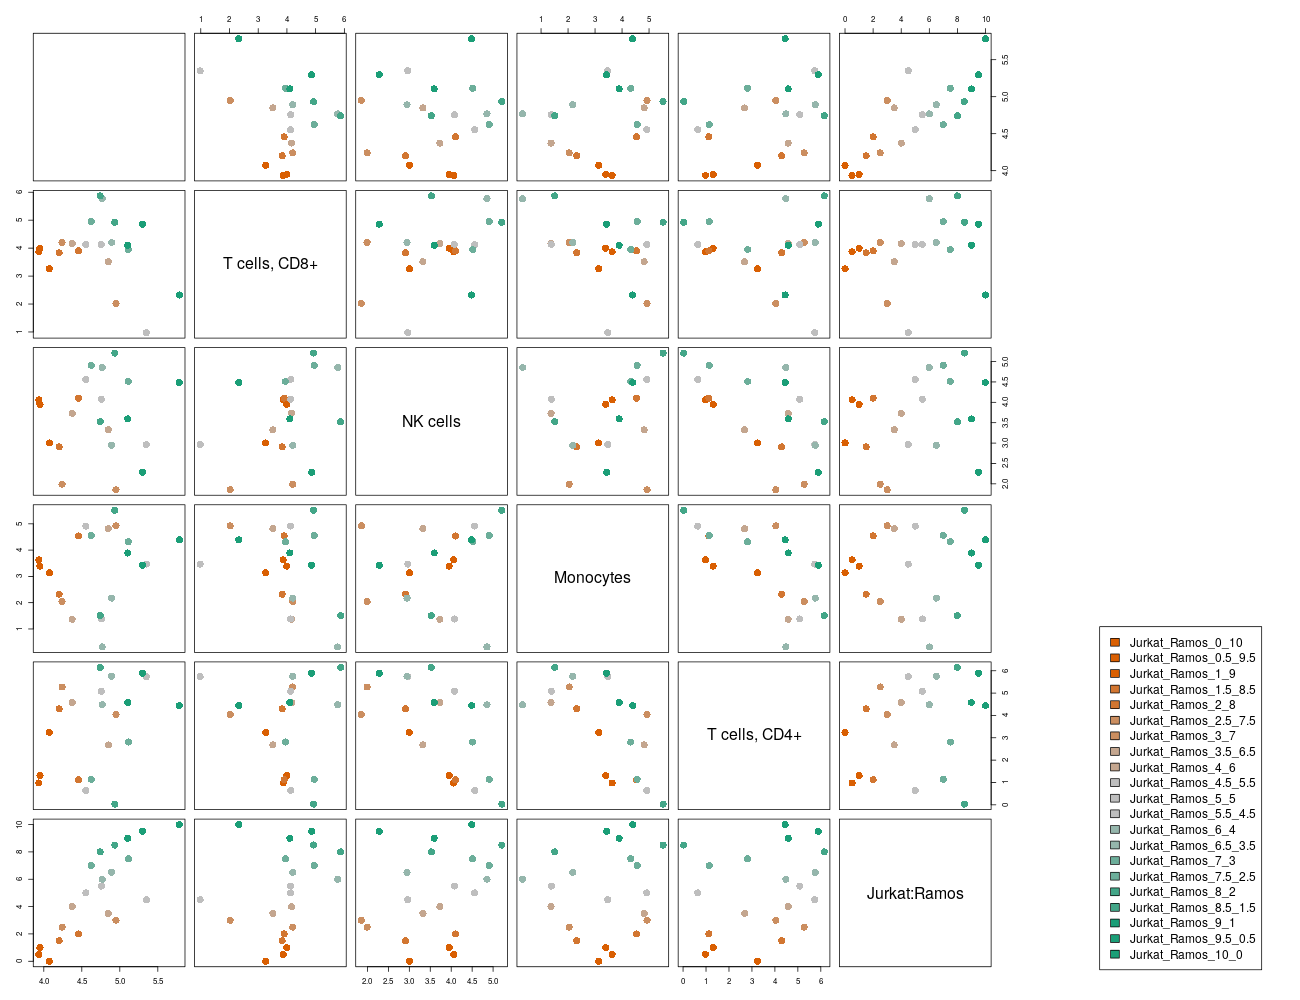 1 2 3 4 5 6
1 2 3 4 5
0 2 4 6 8 10
4.0 4.5 5.0 5.5
T cells, CD8+
1 2 3 4 5 6
NK cells
2.0 2.5 3.0 3.5 4.0 4.5 5.0
Monocytes
1 2 3 4 5
T cells, CD4+
0 1 2 3 4 5 6
Jurkat:Ramos
0 2 4 6 8 10
4.0 4.5 5.0 5.5
2.0 2.5 3.0 3.5 4.0 4.5 5.0
0 1 2 3 4 5 6
Jurkat_Ramos_0_10
Jurkat_Ramos_0.5_9.5
Jurkat_Ramos_1_9
Jurkat_Ramos_1.5_8.5
Jurkat_Ramos_2_8
Jurkat_Ramos_2.5_7.5
Jurkat_Ramos_3_7
Jurkat_Ramos_3.5_6.5
Jurkat_Ramos_4_6
Jurkat_Ramos_4.5_5.5
Jurkat_Ramos_5_5
Jurkat_Ramos_5.5_4.5
Jurkat_Ramos_6_4
Jurkat_Ramos_6.5_3.5
Jurkat_Ramos_7_3
Jurkat_Ramos_7.5_2.5
Jurkat_Ramos_8_2
Jurkat_Ramos_8.5_1.5
Jurkat_Ramos_9_1
Jurkat_Ramos_9.5_0.5
Jurkat_Ramos_10_0